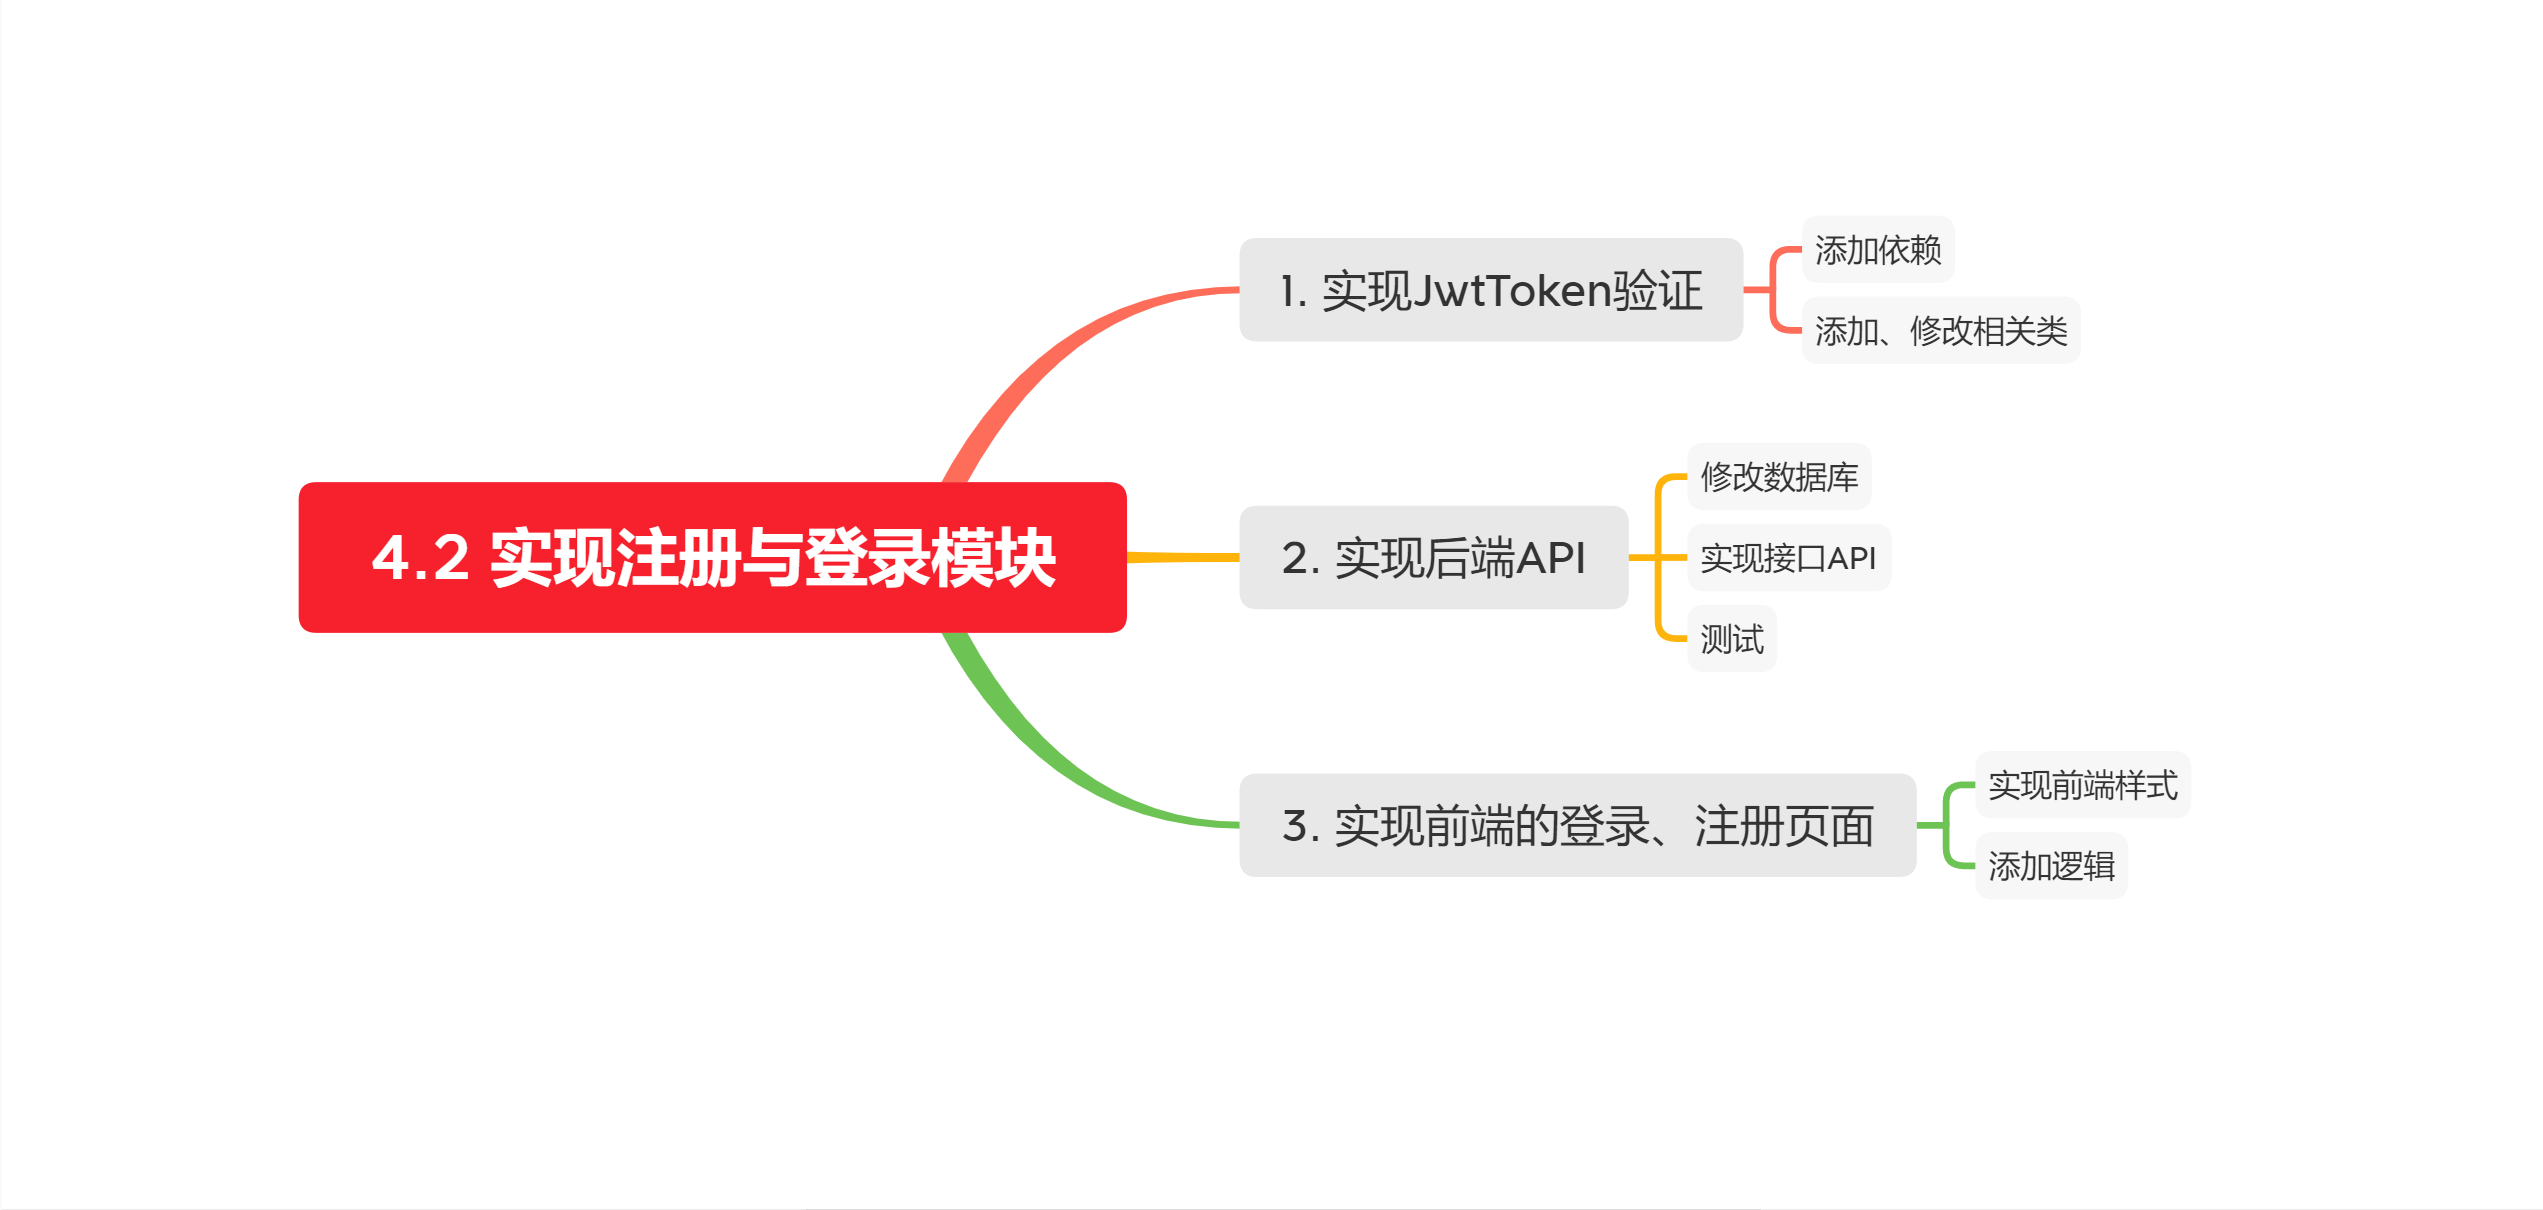 4.2 实现注册与登录模块
1. 实现JwtToken验证
添加依赖
添加、修改相关类
2. 实现后端API
修改数据库
实现接口API
测试
3. 实现前端的登录、注册页面
实现前端样式
添加逻辑